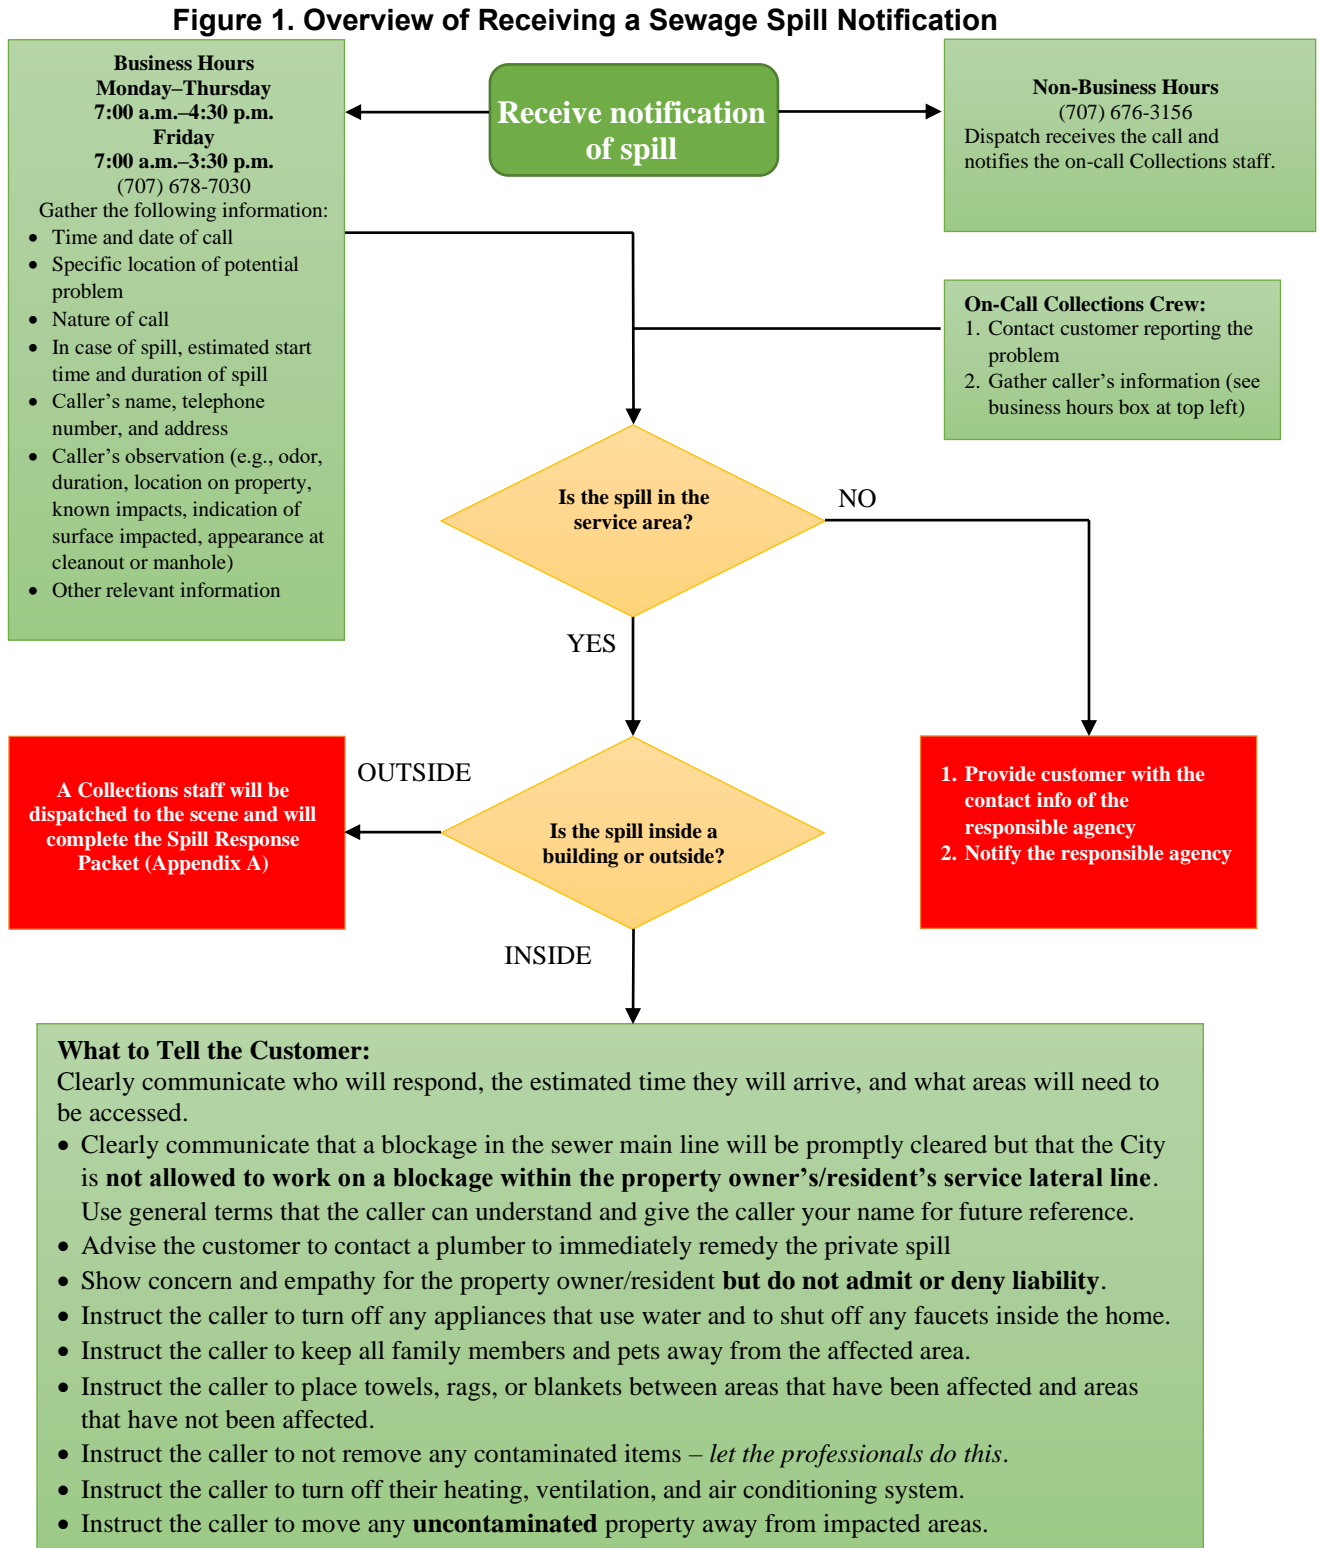 Figure 1. Overview of Receiving a Sewage Spill Notification
Business Hours
Monday–Thursday
7:00 a.m.–4:30 p.m.
Friday
7:00 a.m.–3:30 p.m.
(707) 678-7030
Gather the following information:
• Time and date of call
• Specific location of potential
problem
• Nature of call
• In case of spill, estimated start
time and duration of spill
• Caller’s name, telephone
number, and address
• Caller’s observation (e.g., odor,
duration, location on property,
known impacts, indication of
surface impacted, appearance at
cleanout or manhole)
• Other relevant information
Receive notification
of spill
Non-Business Hours
(707) 676-3156
Dispatch receives the call and
notifies the on-call Collections staff.
On-Call Collections Crew:
1. Contact customer reporting the
problem
2. Gather caller’s information (see
business hours box at top left)
Is the spill in the
service area?
NO
YES
A Collections staff will be
dispatched to the scene and will
complete the Spill Response
Packet (Appendix A)
OUTSIDE
Is the spill inside a
building or outside?
1. Provide customer with the
contact info of the
responsible agency
2. Notify the responsible agency
INSIDE
What to Tell the Customer:
Clearly communicate who will respond, the estimated time they will arrive, and what areas will need to
be accessed.
• Clearly communicate that a blockage in the sewer main line will be promptly cleared but that the City
is not allowed to work on a blockage within the property owner’s/resident’s service lateral line.
Use general terms that the caller can understand and give the caller your name for future reference.
• Advise the customer to contact a plumber to immediately remedy the private spill
• Show concern and empathy for the property owner/resident but do not admit or deny liability.
• Instruct the caller to turn off any appliances that use water and to shut off any faucets inside the home.
• Instruct the caller to keep all family members and pets away from the affected area.
• Instruct the caller to place towels, rags, or blankets between areas that have been affected and areas
that have not been affected.
• Instruct the caller to not remove any contaminated items – let the professionals do this.
• Instruct the caller to turn off their heating, ventilation, and air conditioning system.
• Instruct the caller to move any uncontaminated property away from impacted areas.